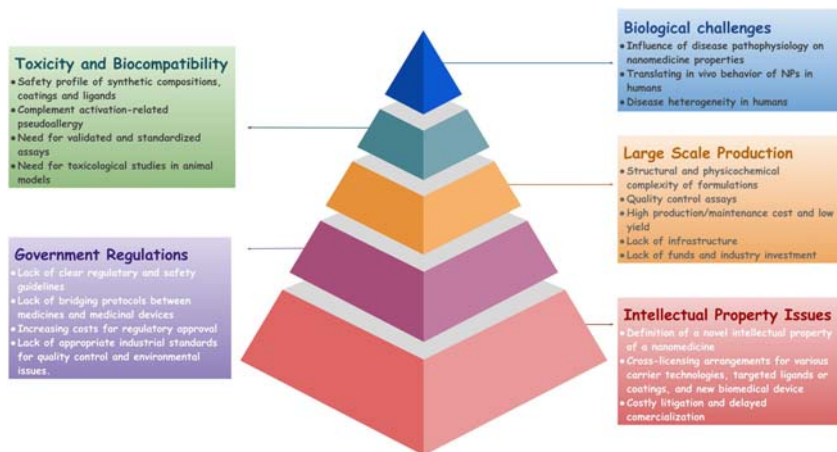 Toxicity and Biocompatibility
• Safety profile of synthetic compositions,
coatings and ligands
• Complement activation-related
pseudoallergy
• Need for validated and standardized
assays
• Need for toxicological studies in animal
models
Government Regulations
• Lack of clear regulatory and safety
guidelines
• Lack of bridging protocols between
medicines and medicinal devices
• Increasing costs for regulatory approval
• Lack of appropriate industrial standards
for quality control and environmental
issues.
Biological challenges
• Influence of disease pathophysiology on
nanomedicine properties
• Translating in vivo behavior of NPs in
humans
• Disease heterogeneity in humans
Large Scale Production
• Structural and physicochemical
complexity of formulations
• Quality control assays
• High production/maintenance cost and low
yield
• Lack of infrastructure
• Lack of funds and industry investment
Intellectual Property Issues
• Definition of a novel intellectual property
of a nanomedicine
• Cross-licensing arrangements for various
carrier technologies, targeted ligands or
coatings, and new biomedical device
• Costly litigation and delayed
comercialization